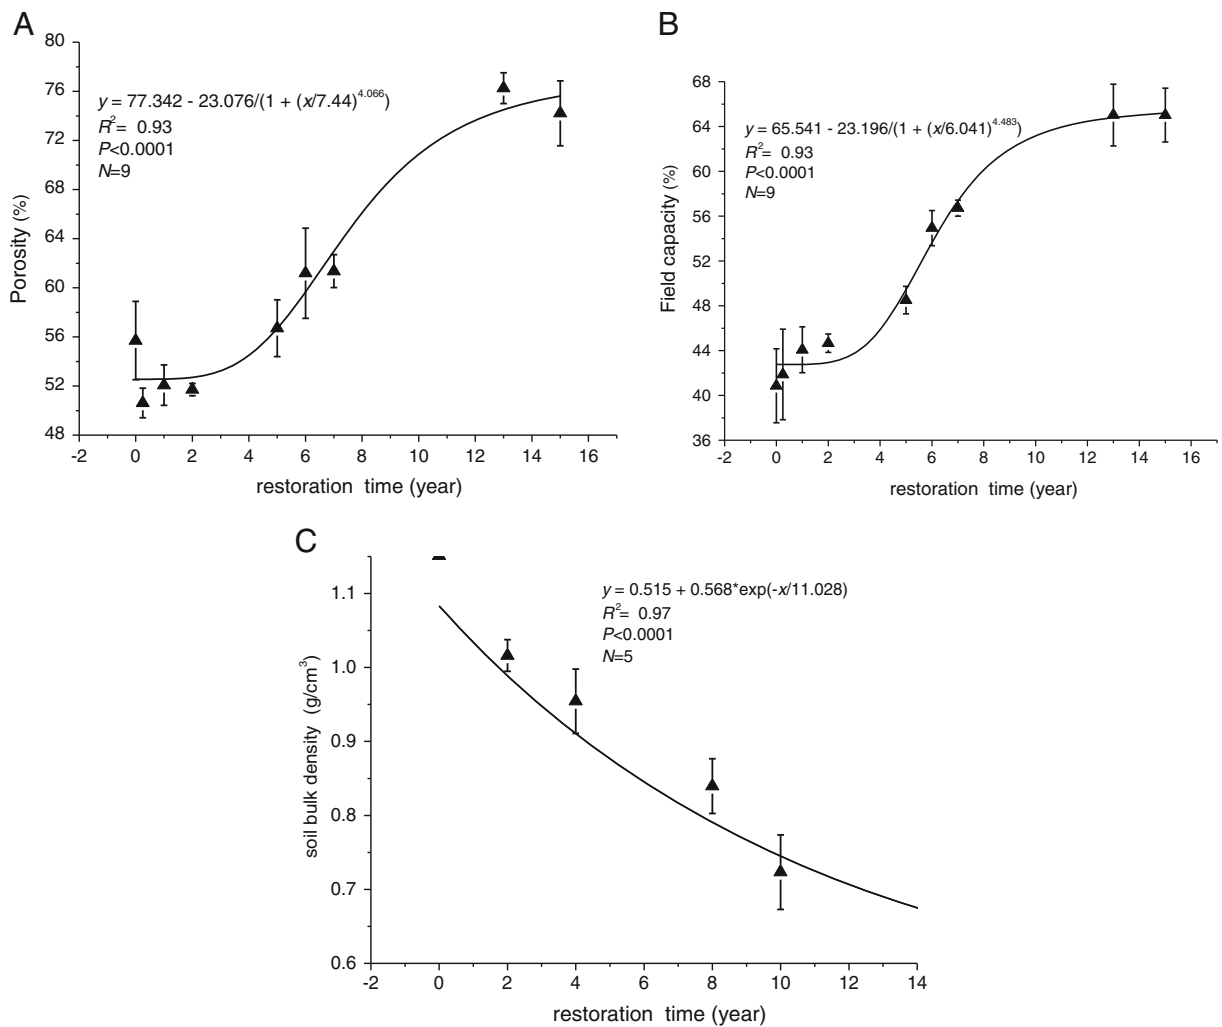 A
80
76
72
68
64
60
56
52
48
Porosity (%)
y = 77.342 - 23.076/(1 + (x/7.44)^4.066)
R²= 0.93
P<0.0001
N=9
-2 0 2 4 6 8 10 12 14 16
restoration time (year)
B
68
64
60
56
52
48
44
40
36
Field capacity (%)
y = 65.541 - 23.196/(1 + (x/6.041)^4.483)
R²= 0.93
P<0.0001
N=9
-2 0 2 4 6 8 10 12 14 16
restoration time (year)
C
1.1
1.0
0.9
0.8
0.7
0.6
soil bulk density (g/cm³)
y = 0.515 + 0.568*exp(-x/11.028)
R²= 0.97
P<0.0001
N=5
-2 0 2 4 6 8 10 12 14
restoration time (year)